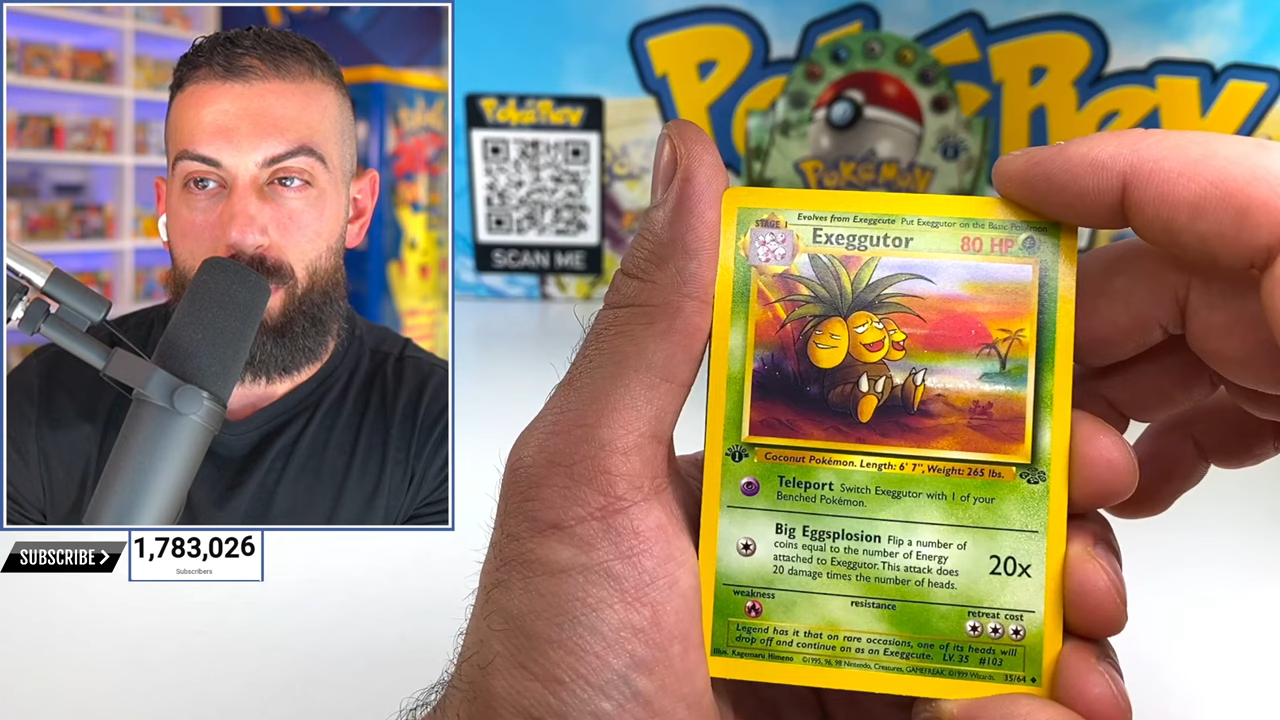 PokéRev
SCAN ME
PokéRev
POKéMON
STAGE 1
Evolves from Exeggcute Put Exeggutor on the Basic Pokémon
Exeggutor 80 HP
EDITION 1
Coconut Pokémon. Length: 6' 7", Weight: 265 lbs.
Teleport Switch Exeggutor with 1 of your
Benched Pokémon.
Big Eggsplosion Flip a number of
coins equal to the number of Energy
attached to Exeggutor. This attack does
20 damage times the number of heads.
20x
weakness resistance retreat cost
Legend has it that on rare occasions, one of its heads will
drop off and continue on as an Exeggcute. LV. 35 #103
Illus. Kagemaru Himeno ©1995, 96, 98 Nintendo, Creatures, GAMEFREAK. ©1999 Wizards. 35/64
SUBSCRIBE >
1,783,026
Subscribers